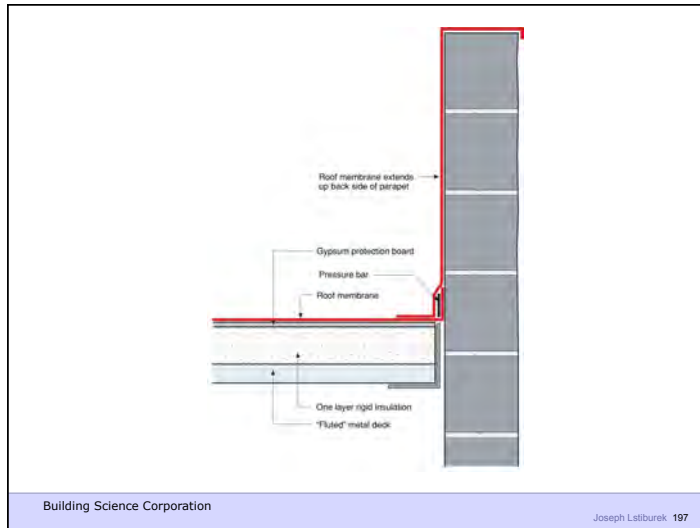 Roof membrane extends
up back side of parapet
Gypsum protection board
Pressure bar
Roof membrane
One layer rigid insulation
"Fluted" metal deck
Building Science Corporation
Joseph Lstiburek 197